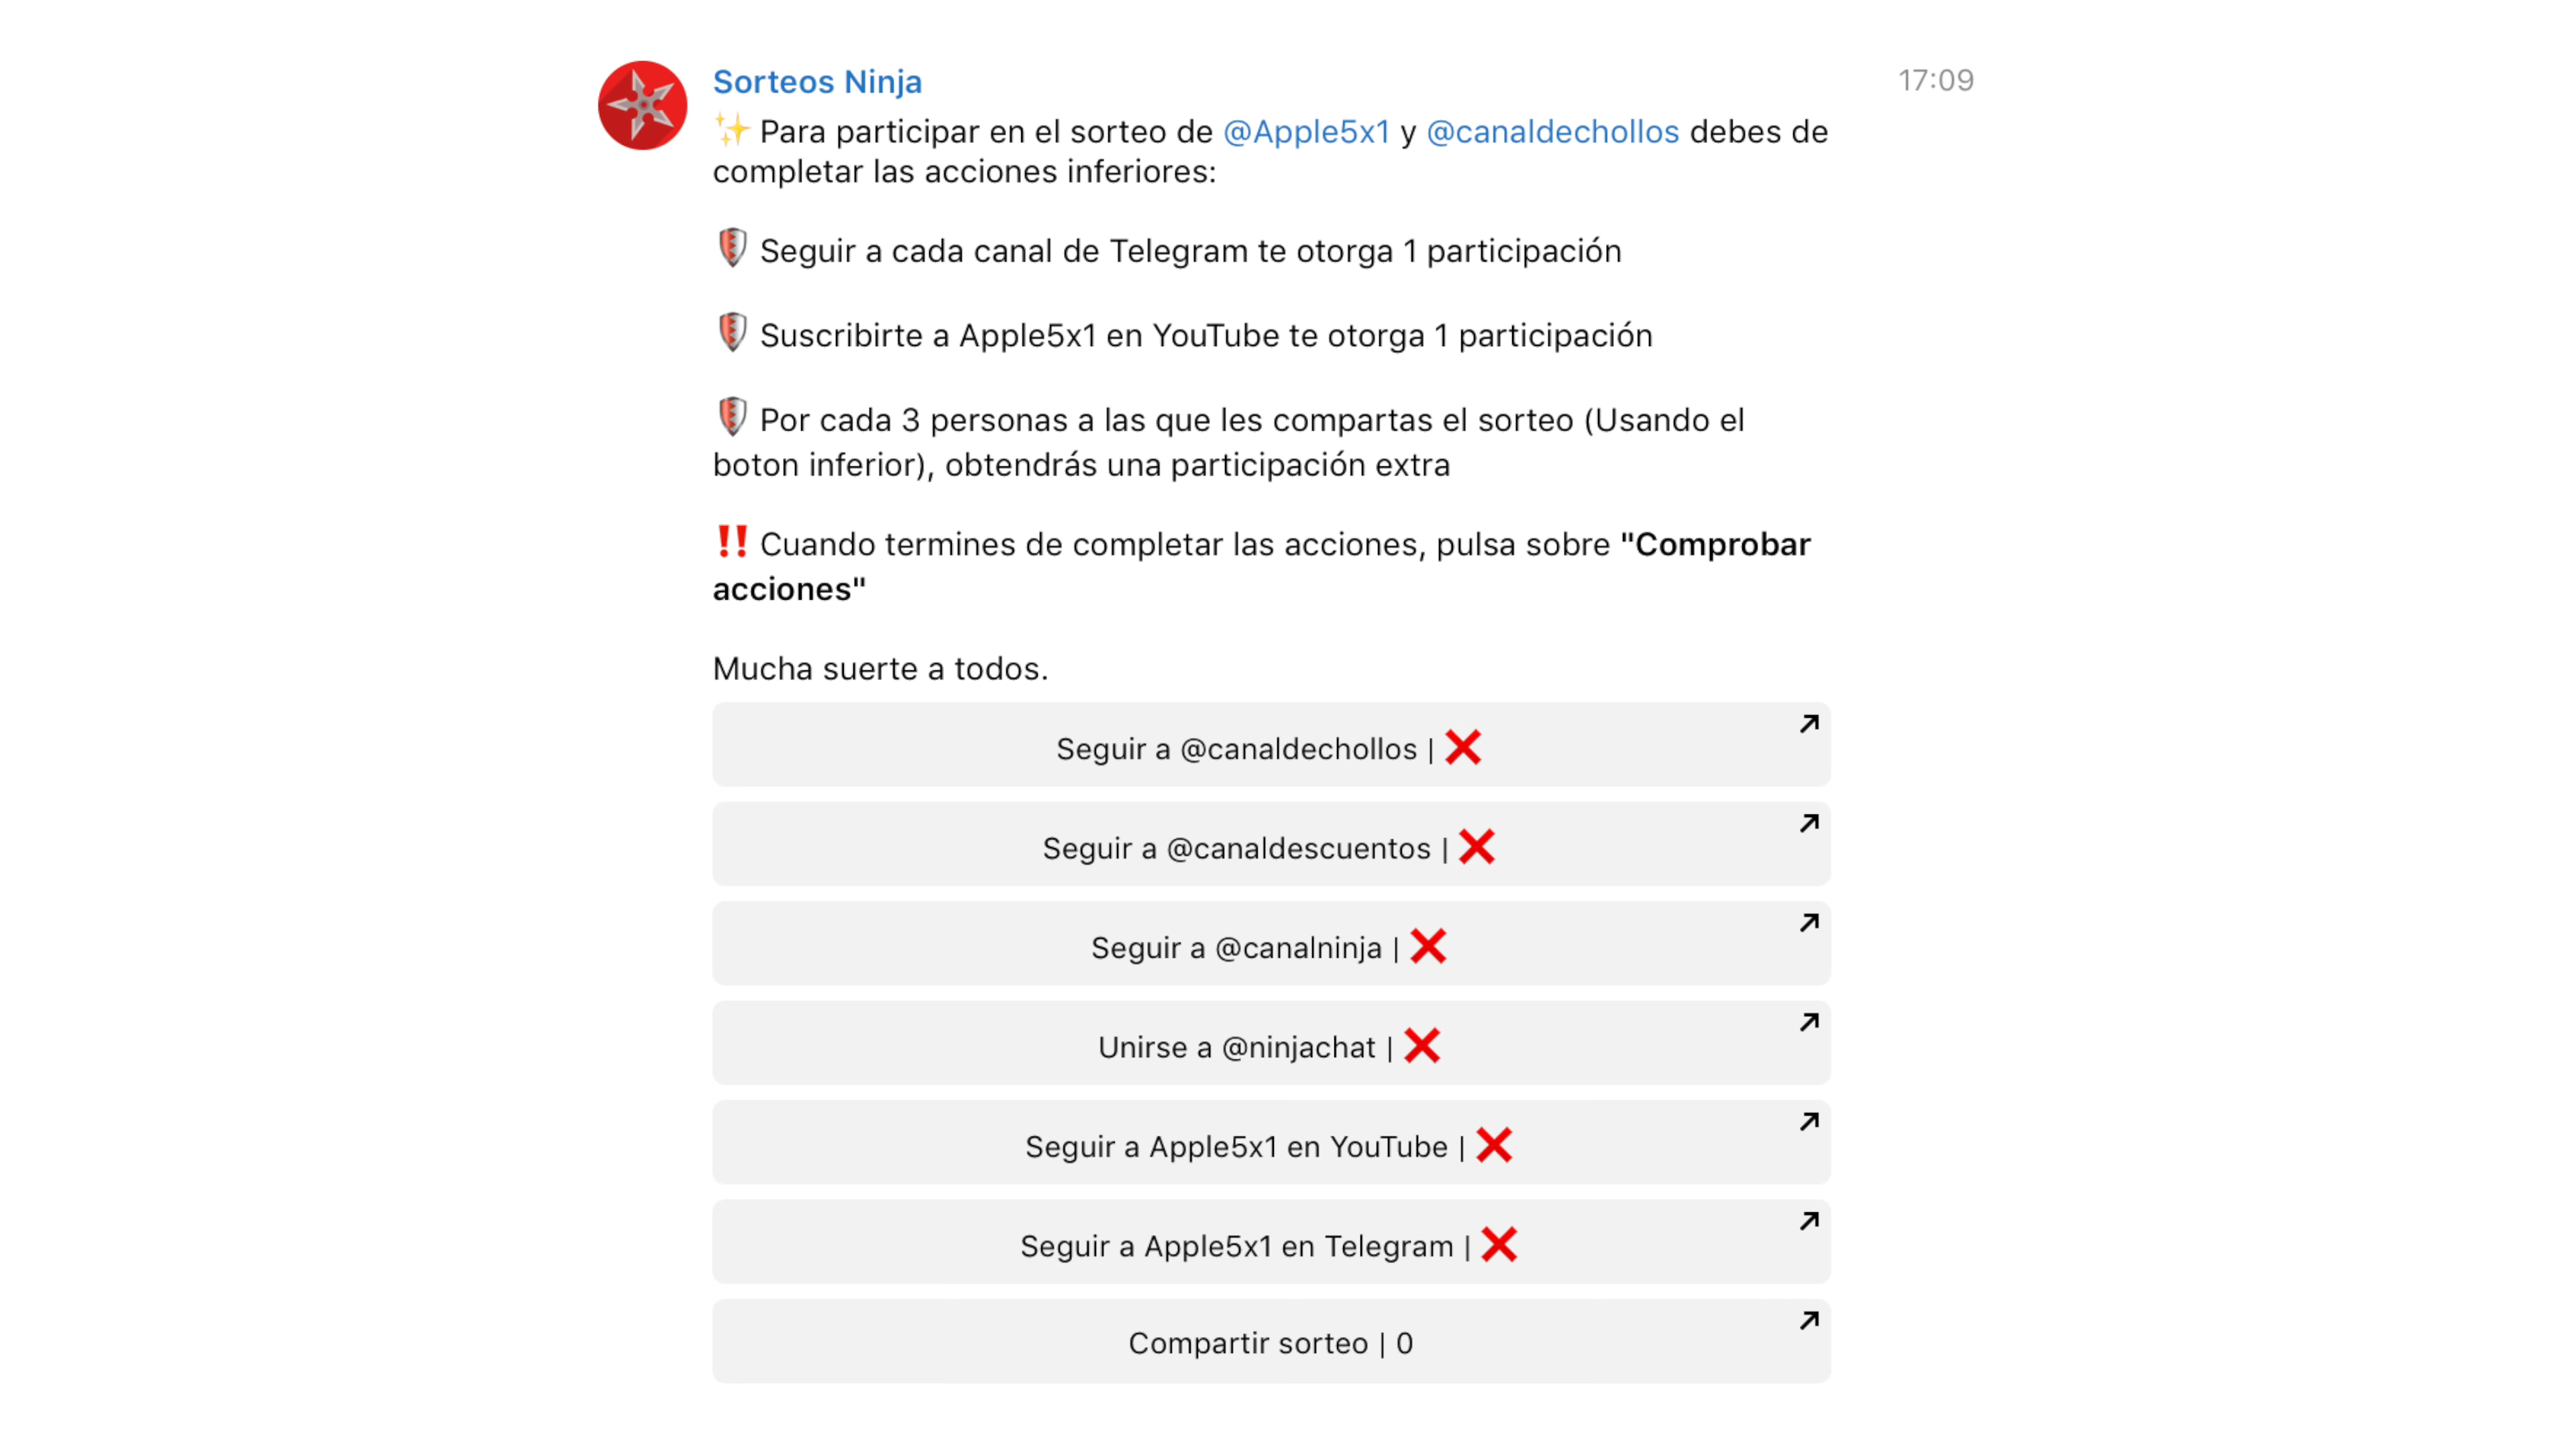 Sorteos Ninja
17:09
✨ Para participar en el sorteo de @Apple5x1 y @canaldechollos debes de
completar las acciones inferiores:
🛡 Seguir a cada canal de Telegram te otorga 1 participación
🛡 Suscribirte a Apple5x1 en YouTube te otorga 1 participación
🛡 Por cada 3 personas a las que les compartas el sorteo (Usando el
boton inferior), obtendrás una participación extra
‼️ Cuando termines de completar las acciones, pulsa sobre "Comprobar
acciones"
Mucha suerte a todos.
Seguir a @canaldechollos | ❌
Seguir a @canaldescuentos | ❌
Seguir a @canalninja | ❌
Unirse a @ninjachat | ❌
Seguir a Apple5x1 en YouTube | ❌
Seguir a Apple5x1 en Telegram | ❌
Compartir sorteo | 0